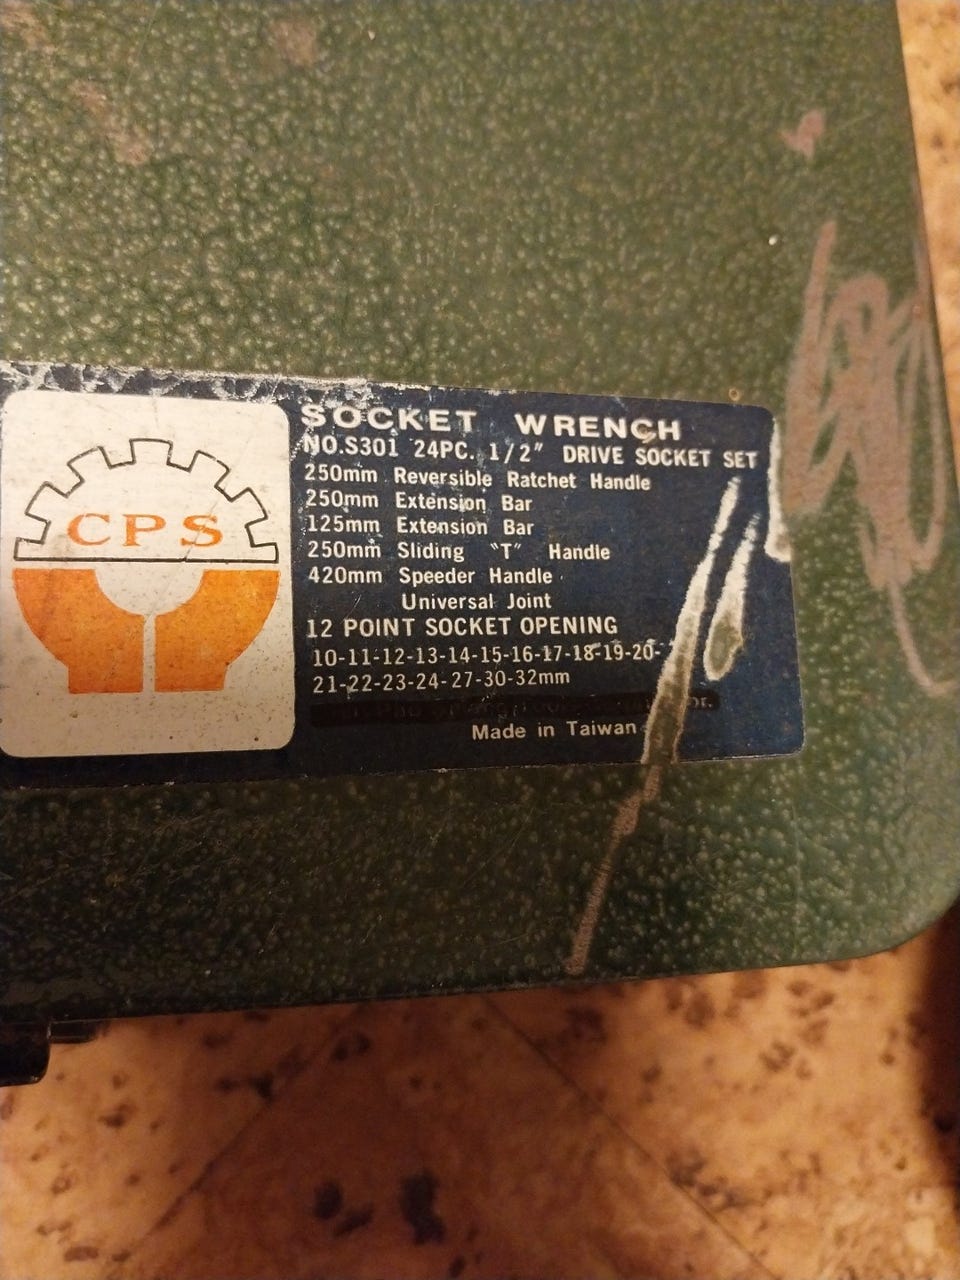 CPS
SOCKET WRENCH
NO.S301 24PC. 1/2" DRIVE SOCKET SET
250mm Reversible Ratchet Handle
250mm Extension Bar
125mm Extension Bar
250mm Sliding "T" Handle
420mm Speeder Handle
Universal Joint
12 POINT SOCKET OPENING
10-11-12-13-14-15-16-17-18-19-20-
21-22-23-24-27-30-32mm
Made in Taiwan